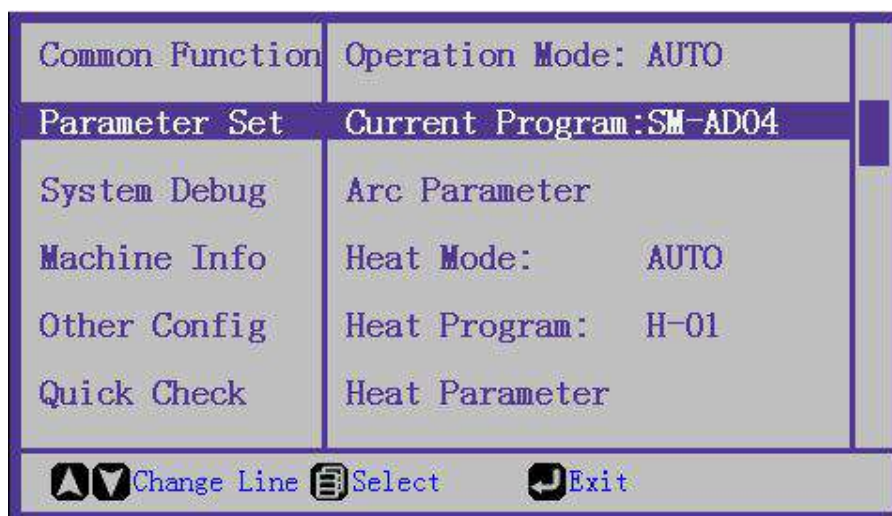 Common Function Operation Mode: AUTO
Parameter Set Current Program:SM-AD04
System Debug Arc Parameter
Machine Info Heat Mode: AUTO
Other Config Heat Program: H-01
Quick Check Heat Parameter
Change Line Select Exit